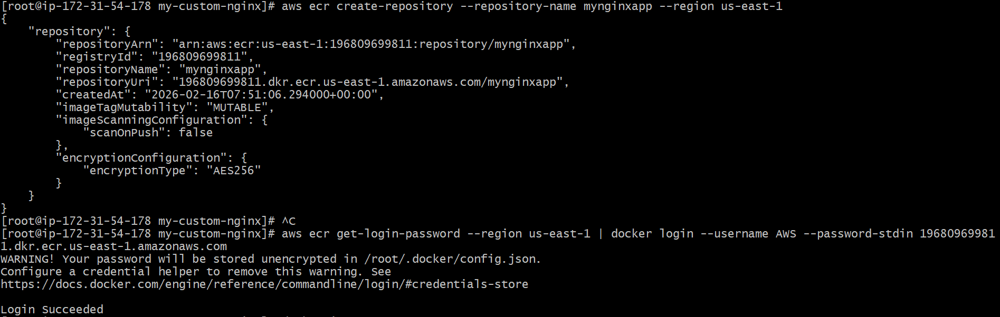 [root@ip-172-31-54-178 my-custom-nginx]# aws ecr create-repository --repository-name mynginxapp --region us-east-1
{
    "repository": {
        "repositoryArn": "arn:aws:ecr:us-east-1:196809699811:repository/mynginxapp",
        "registryId": "196809699811",
        "repositoryName": "mynginxapp",
        "repositoryUri": "196809699811.dkr.ecr.us-east-1.amazonaws.com/mynginxapp",
        "createdAt": "2026-02-16T07:51:06.294000+00:00",
        "imageTagMutability": "MUTABLE",
        "imageScanningConfiguration": {
            "scanOnPush": false
        },
        "encryptionConfiguration": {
            "encryptionType": "AES256"
        }
    }
}
[root@ip-172-31-54-178 my-custom-nginx]# ^C
[root@ip-172-31-54-178 my-custom-nginx]# aws ecr get-login-password --region us-east-1 | docker login --username AWS --password-stdin 19680969981
1.dkr.ecr.us-east-1.amazonaws.com
WARNING! Your password will be stored unencrypted in /root/.docker/config.json.
Configure a credential helper to remove this warning. See
https://docs.docker.com/engine/reference/commandline/login/#credentials-store

Login Succeeded